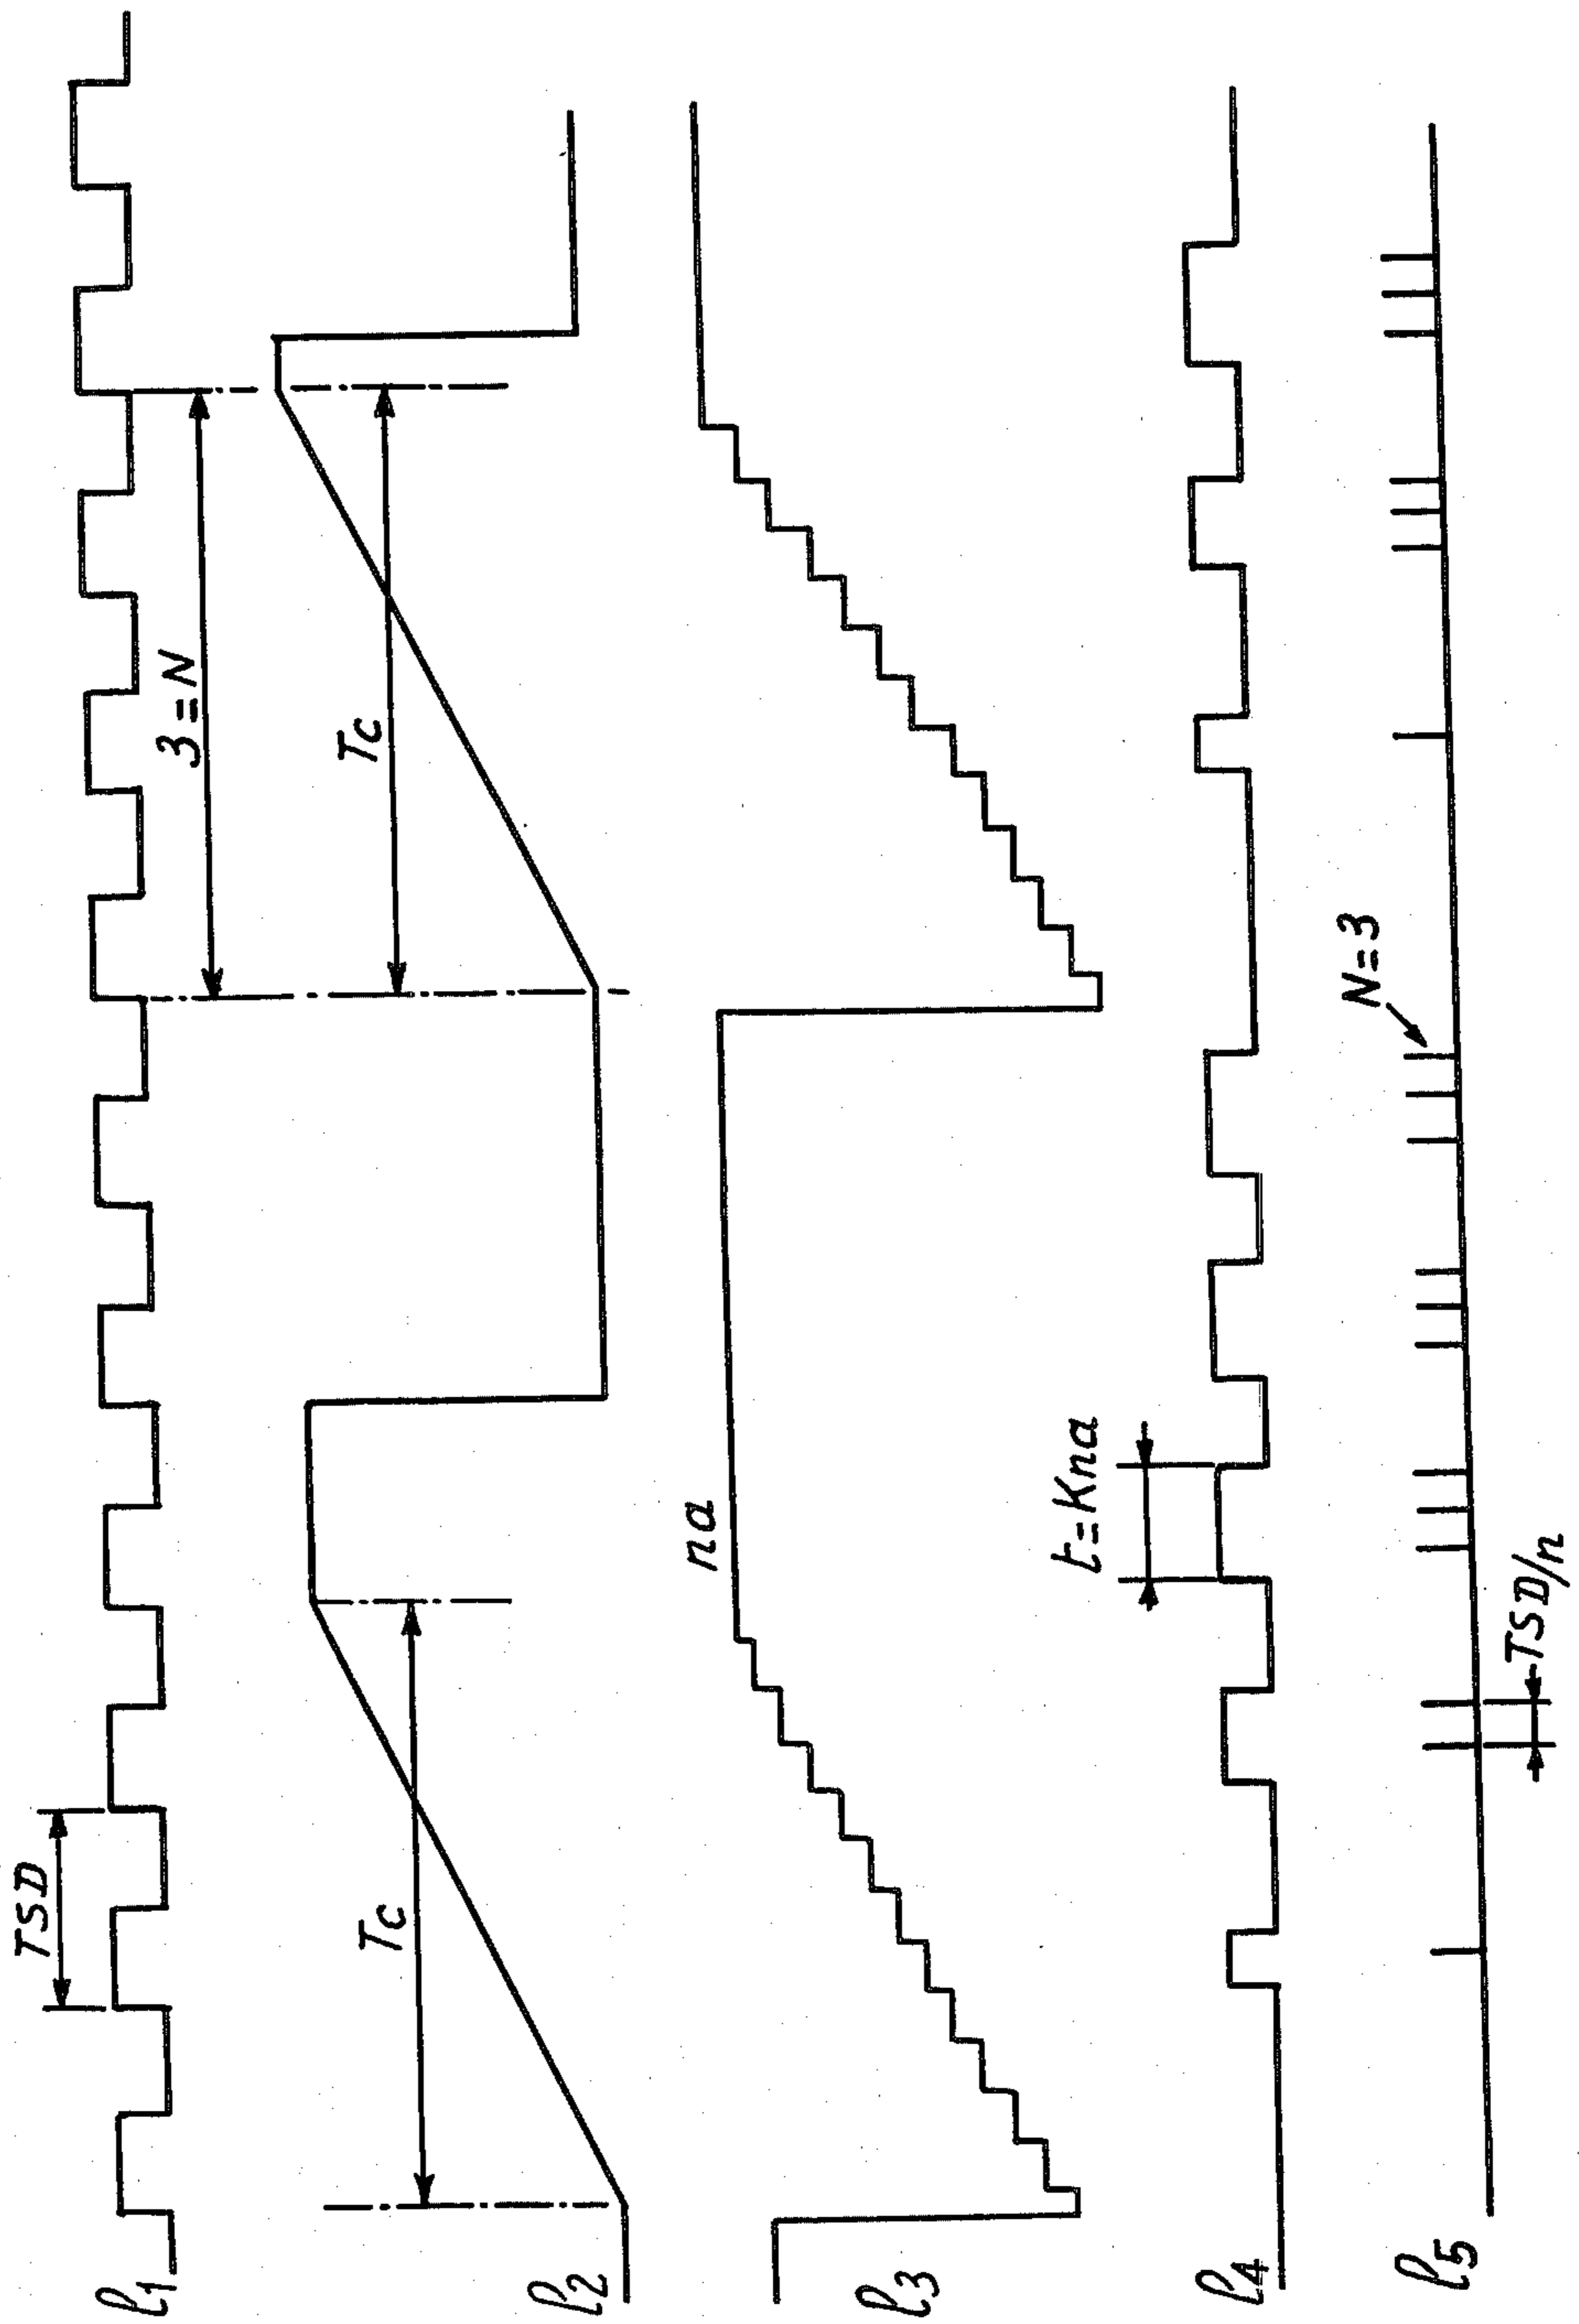 ℓ1
TSD
3=N
ℓ2
Tc
Tc
ℓ3
na
ℓ4
t=Kna
ℓ5
TSD/n
N=3